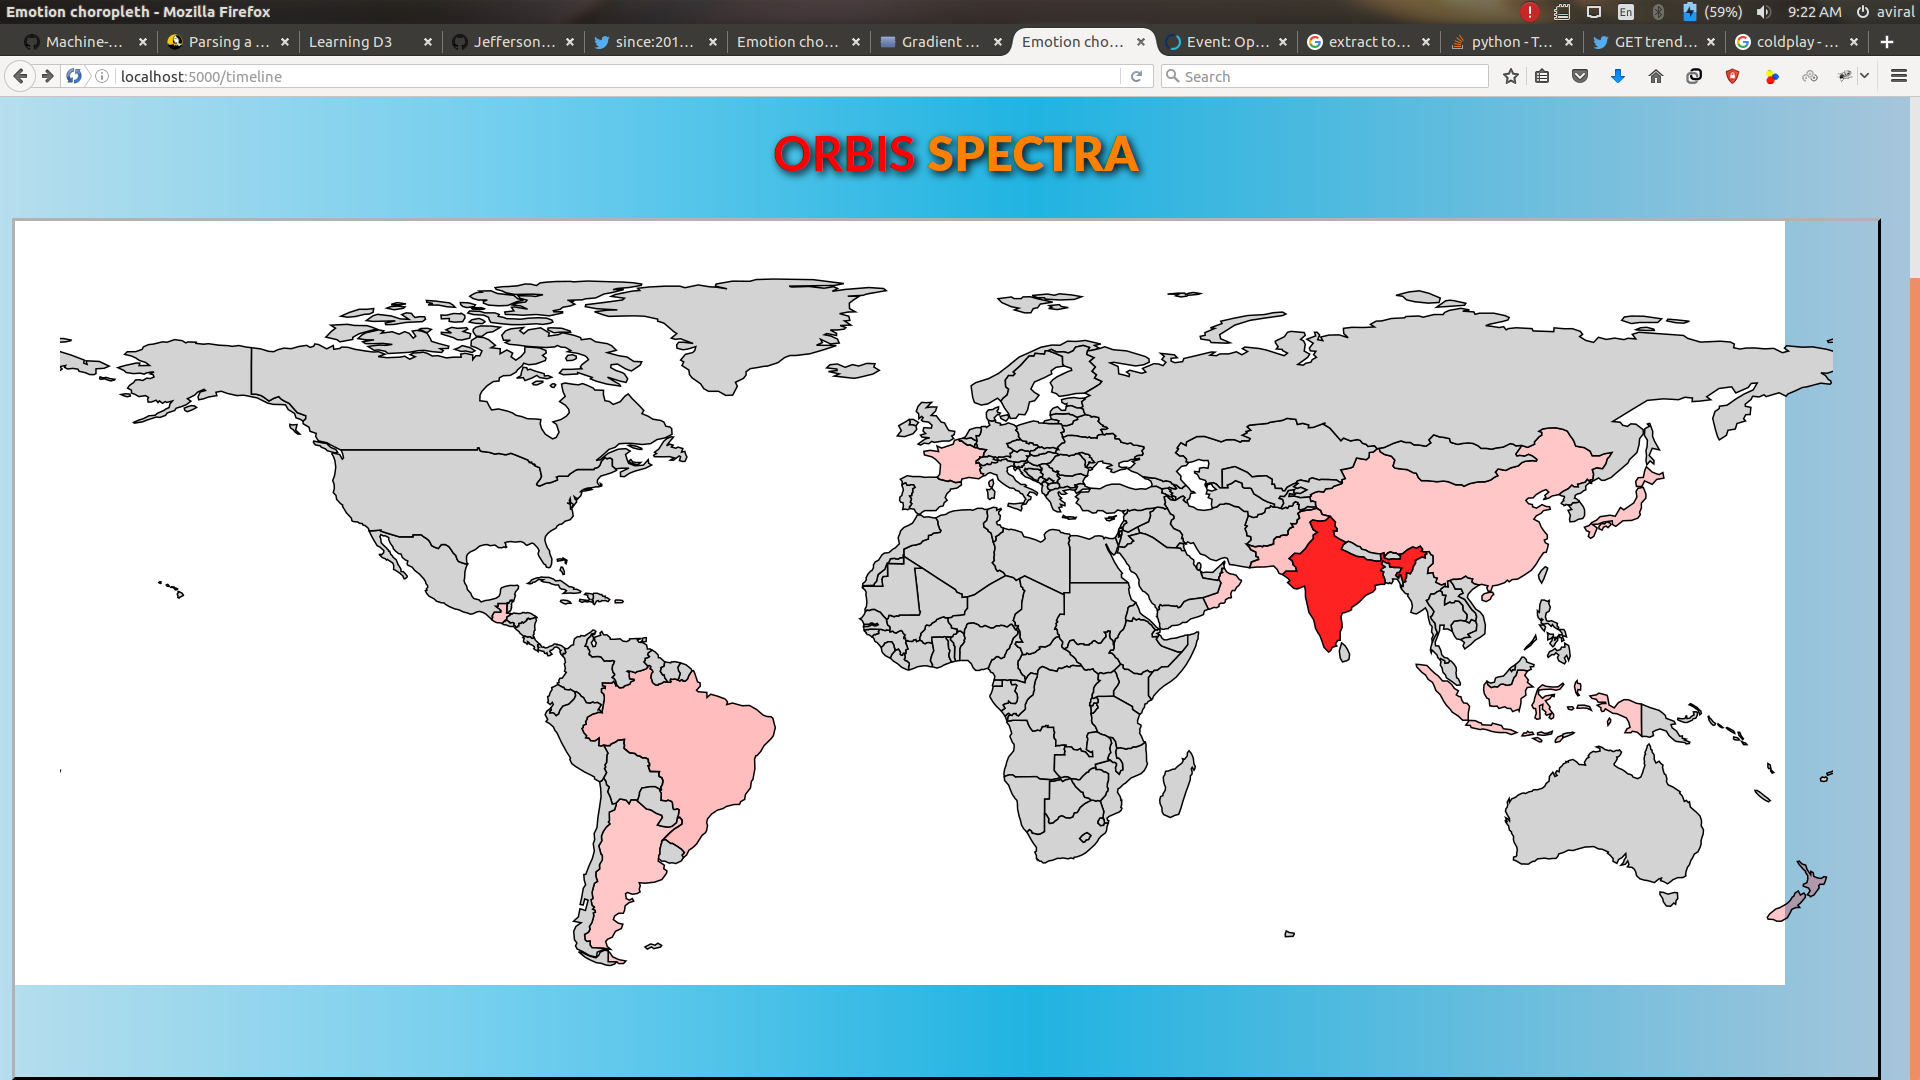 Emotion choropleth - Mozilla Firefox
En (59%) 9:22 AM aviral
Machine-... Parsing a ... Learning D3 Jefferson... since:201... Emotion cho... Gradient ... Emotion cho... Event: Op... extract to... python - T... GET trend... coldplay - ...
localhost:5000/timeline Search
ORBIS SPECTRA